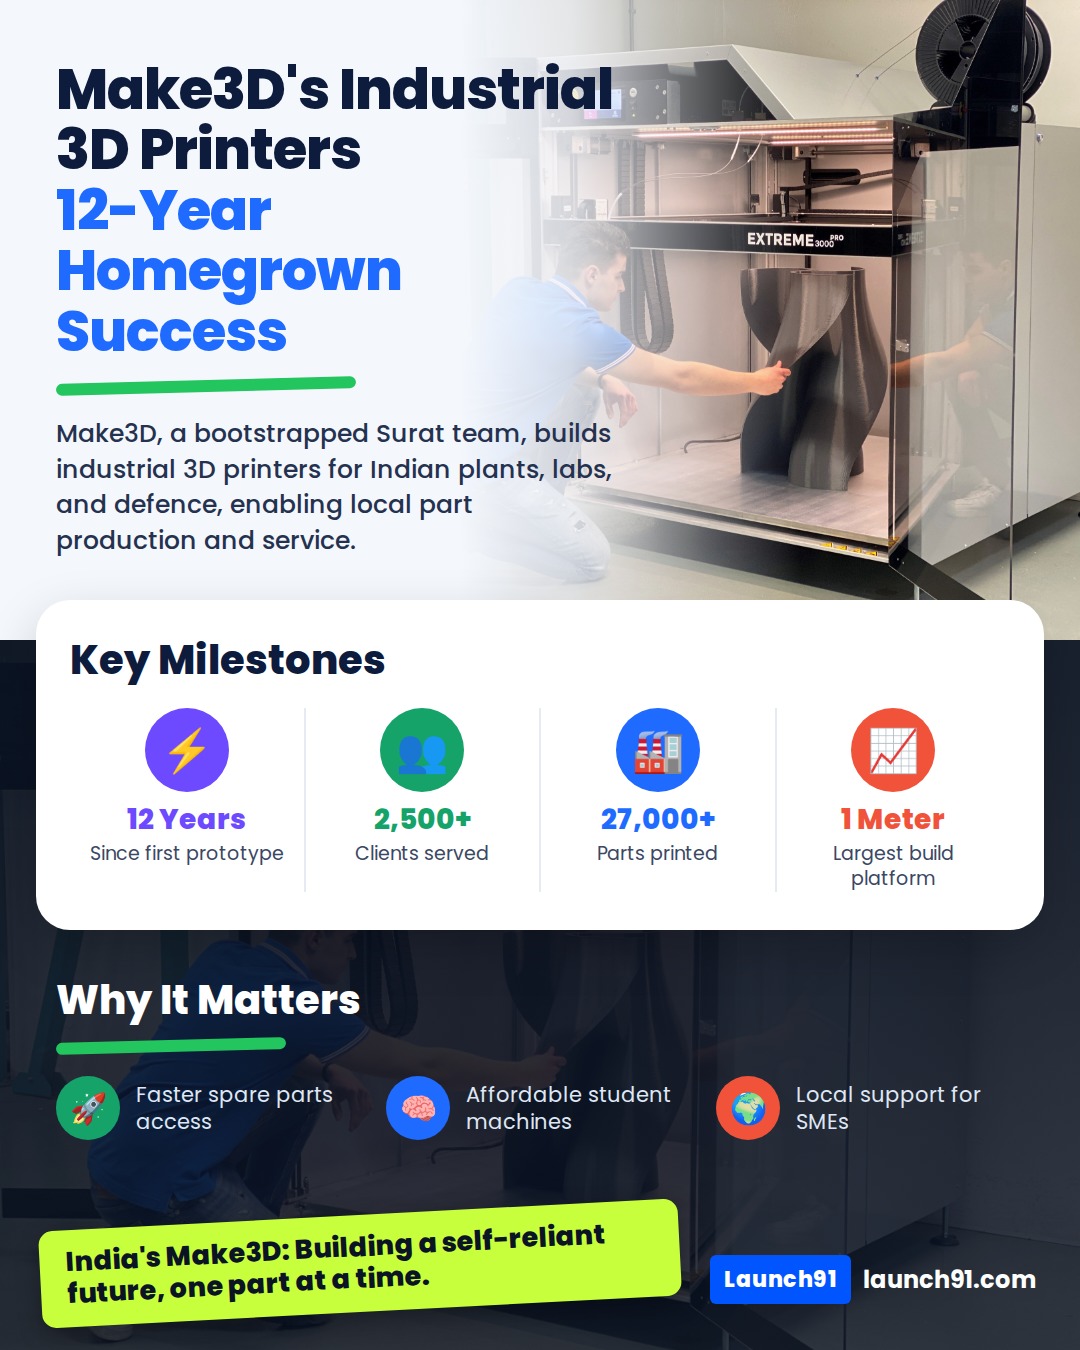 Make3D's Industrial
3D Printers
12-Year
Homegrown
Success
Make3D, a bootstrapped Surat team, builds
industrial 3D printers for Indian plants, labs,
and defence, enabling local part
production and service.
EXTREME 3000 PRO
Key Milestones
12 Years
Since first prototype
2,500+
Clients served
27,000+
Parts printed
1 Meter
Largest build
platform
Why It Matters
Faster spare parts
access
Affordable student
machines
Local support for
SMEs
India's Make3D: Building a self-reliant
future, one part at a time.
Launch91 launch91.com